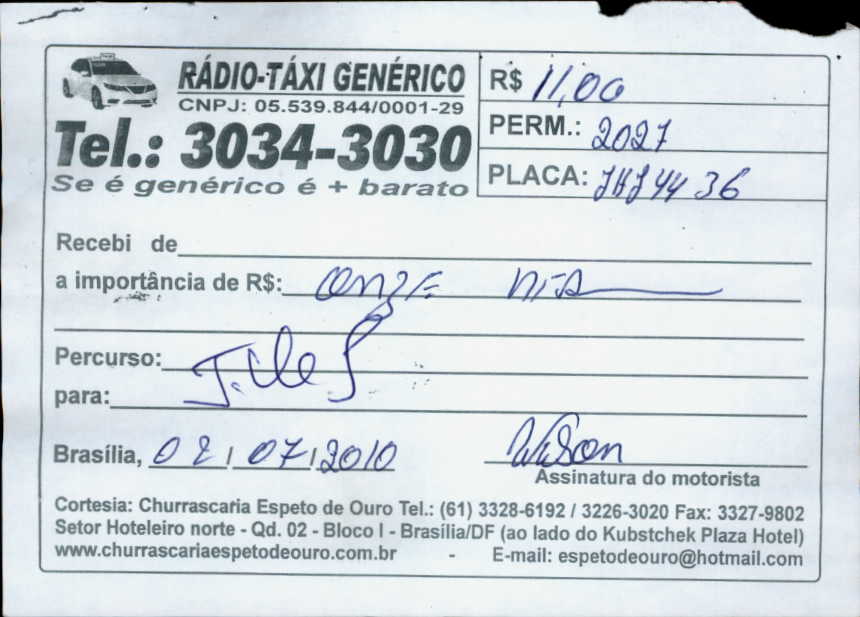 RÁDIO-TÁXI GENÉRICO
CNPJ: 05.539.844/0001-29
Tel.: 3034-3030
Se é genérico é + barato
R$ 11,00
PERM.: 2027
PLACA: JHJ 4436
Recebi de
a importância de R$: onze
Percurso:
para:
Brasília, 02/07/2010
Wilson
Assinatura do motorista
Cortesia: Churrascaria Espeto de Ouro Tel.: (61) 3328-6192 / 3226-3020 Fax: 3327-9802
Setor Hoteleiro norte - Qd. 02 - Bloco I - Brasília/DF (ao lado do Kubstchek Plaza Hotel)
www.churrascariaespetodeouro.com.br - E-mail: espetodeouro@hotmail.com